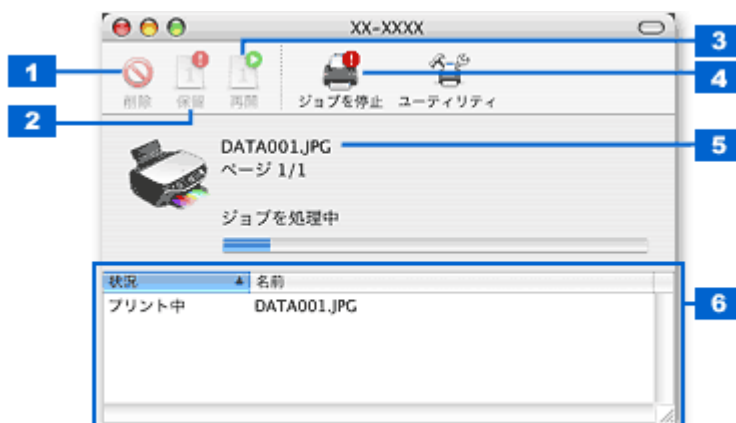 XX-XXXX
1
2
3
4
5
6
削除 保留 再開 ジョブを停止 ユーティリティ
DATA001.JPG
ページ 1/1
ジョブを処理中
状況 名前
プリント中 DATA001.JPG